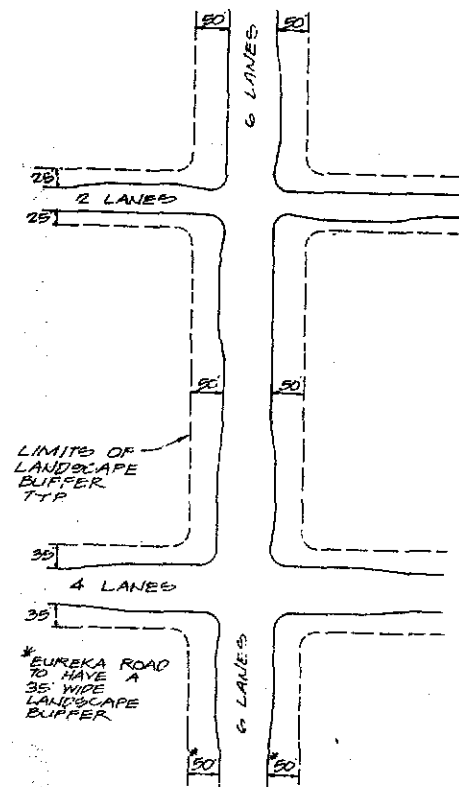 50' 50'
6 LANES
25'
2 LANES
25'
50' 50'
LIMITS OF
LANDSCAPE
BUFFER
TYP.
35'
4 LANES
35'
*EUREKA ROAD
TO HAVE A
35' WIDE
LANDSCAPE
BUFFER
6 LANES
*50' *50'